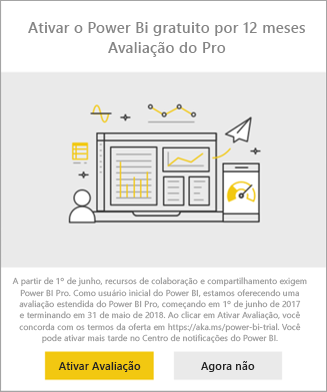 Ativar o Power Bi gratuito por 12 meses
Avaliação do Pro
A partir de 1º de junho, recursos de colaboração e compartilhamento exigem
Power BI Pro. Como usuário inicial do Power BI, estamos oferecendo uma
avaliação estendida do Power BI Pro, começando em 1º de junho de 2017
e terminando em 31 de maio de 2018. Ao clicar em Ativar Avaliação, você
concorda com os termos da oferta em https://aka.ms/power-bi-trial. Você
pode ativar mais tarde no Centro de notificações do Power BI.
Ativar Avaliação
Agora não